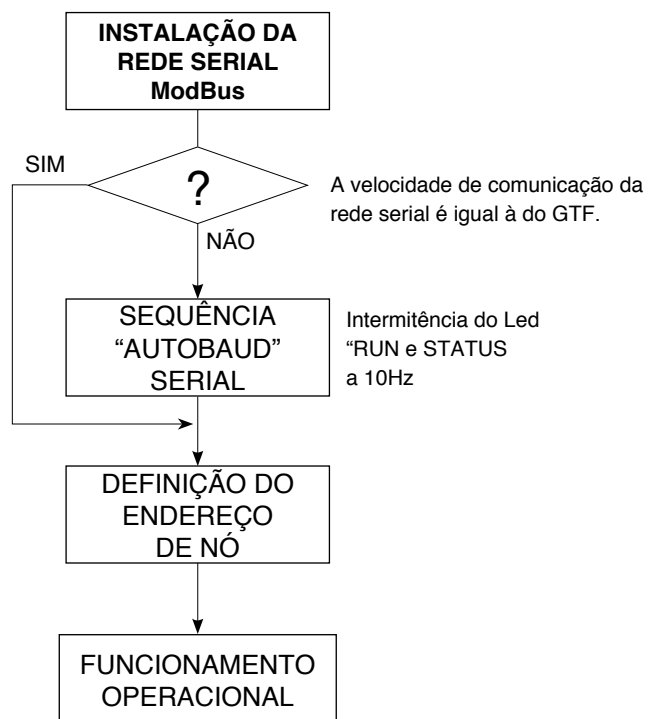 INSTALAÇÃO DA
REDE SERIAL
ModBus
SIM
?
A velocidade de comunicação da
rede serial é igual à do GTF.
NÃO
SEQUÊNCIA
“AUTOBAUD”
SERIAL
Intermitência do Led
“RUN e STATUS
a 10Hz
DEFINIÇÃO DO
ENDEREÇO
DE NÓ
FUNCIONAMENTO
OPERACIONAL